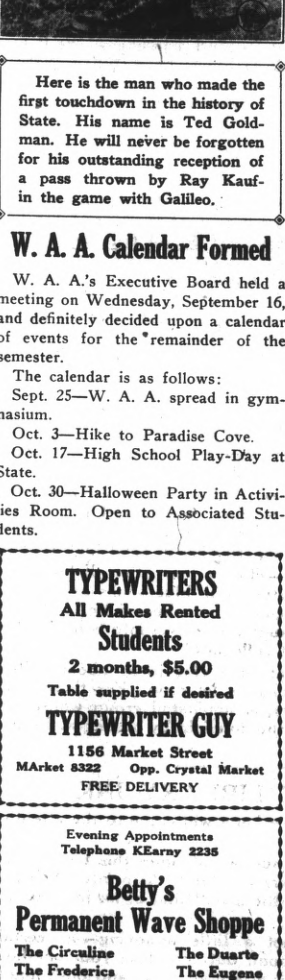 Here is the man who made the
first touchdown in the history of
State. His name is Ted Gold-
man. He will never be forgotten
for his outstanding reception of
a pass thrown by Ray Kauf-
in the game with Galileo.
W. A. A. Calendar Formed
W. A. A.'s Executive Board held a
meeting on Wednesday, September 16,
and definitely decided upon a calendar
of events for the remainder of the
semester.
The calendar is as follows:
Sept. 25—W. A. A. spread in gym-
nasium.
Oct. 3—Hike to Paradise Cove.
Oct. 17—High School Play-Day at
State.
Oct. 30—Halloween Party in Activi-
ties Room. Open to Associated Stu-
dents.
TYPEWRITERS
All Makes Rented
Students
2 months, $5.00
Table supplied if desired
TYPEWRITER GUY
1156 Market Street
MArket 8322 Opp. Crystal Market
FREE DELIVERY
Evening Appointments
Telephone KEarny 2235
Betty's
Permanent Wave Shoppe
The Circuline The Duarte
The Frederics The Eugene